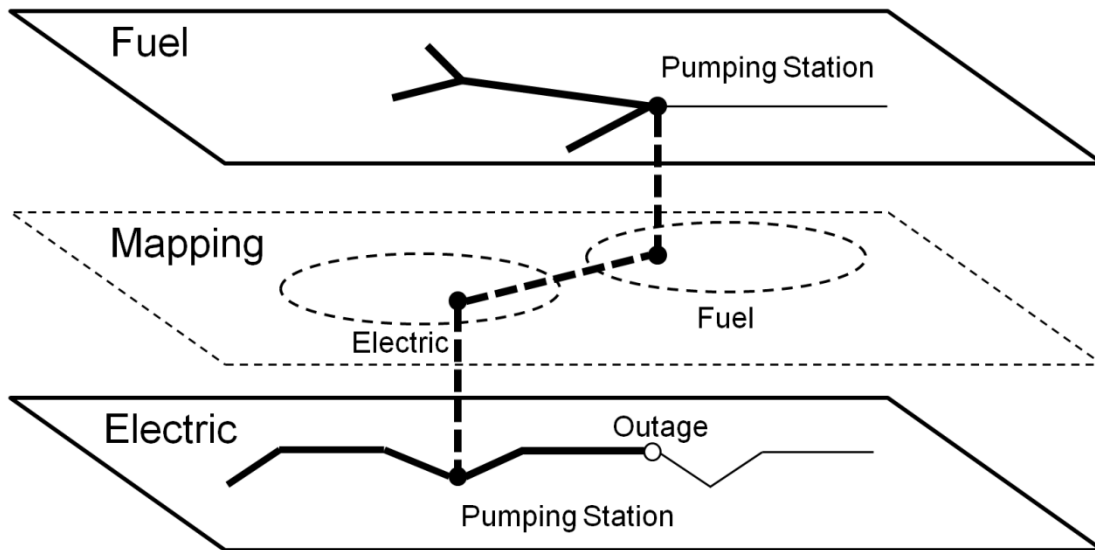 Fuel
Pumping Station
Mapping
Fuel
Electric
Electric
Outage
Pumping Station